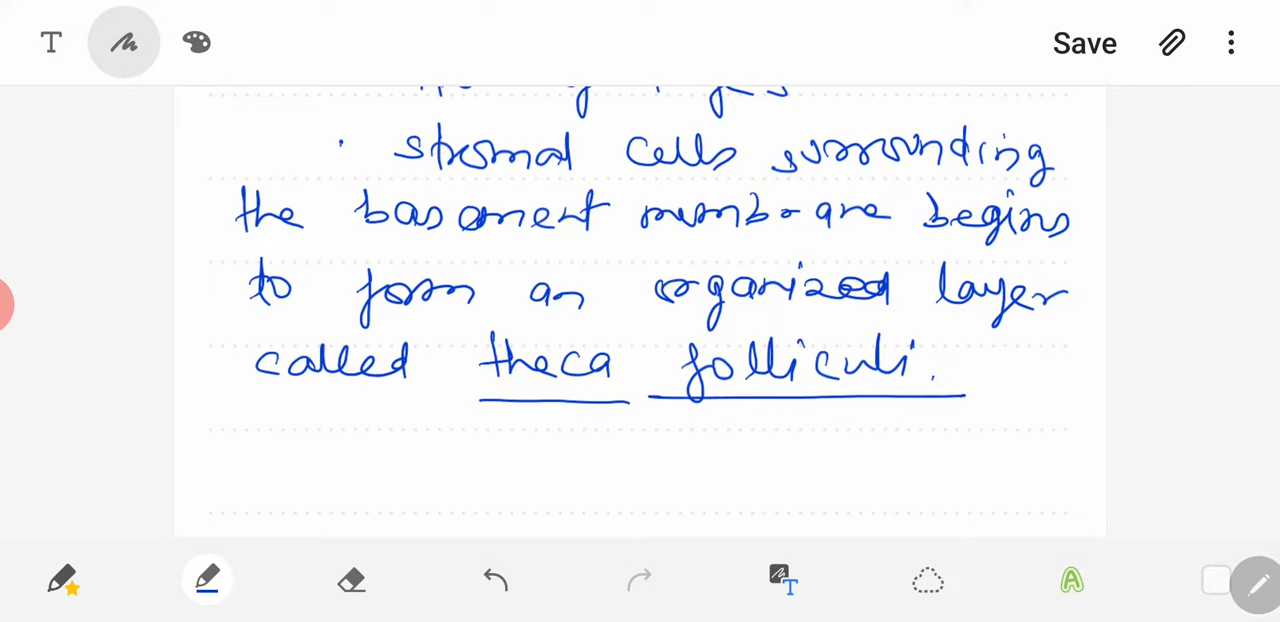 T
Save
. stromal cells surrounding
the basement membrane begins
to form an organized layer
called theca folliculi.
T
A